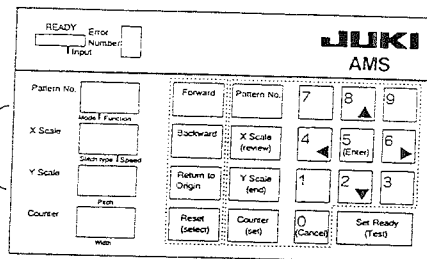 READY
Error
Number
Input
JUKI
AMS
Pattern No.
Mode Function
X Scale
Stitch type Speed
Y Scale
Pitch
Counter
Width
Forward
Pattern No.
7
8
9
Backward
X Scale
(review)
4
5
(Enter)
6
Return to
Origin
Y Scale
(end)
1
2
3
Reset
(select)
Counter
(set)
0
(Cancel)
Set Ready
(Test)